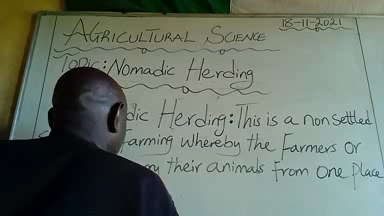 18-11-2021
AGRICULTURAL SCIENCE
TOPIC: Nomadic Herding
dic Herding: This is a non settled
Farming whereby the Farmers or
their animals from one Place